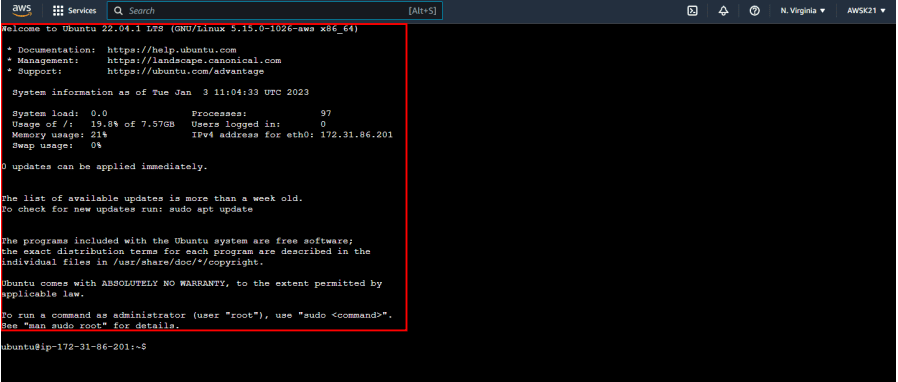 aws Services Search [Alt+S] N. Virginia AWSK21
Welcome to Ubuntu 22.04.1 LTS (GNU/Linux 5.15.0-1026-aws x86_64)
* Documentation: https://help.ubuntu.com
* Management: https://landscape.canonical.com
* Support: https://ubuntu.com/advantage
System information as of Tue Jan 3 11:04:33 UTC 2023
System load: 0.0 Processes: 97
Usage of /: 19.8% of 7.57GB Users logged in: 0
Memory usage: 21% IPv4 address for eth0: 172.31.86.201
Swap usage: 0%
0 updates can be applied immediately.
The list of available updates is more than a week old.
To check for new updates run: sudo apt update
The programs included with the Ubuntu system are free software;
the exact distribution terms for each program are described in the
individual files in /usr/share/doc/*/copyright.
Ubuntu comes with ABSOLUTELY NO WARRANTY, to the extent permitted by
applicable law.
To run a command as administrator (user "root"), use "sudo <command>".
See "man sudo_root" for details.
ubuntu@ip-172-31-86-201:~$